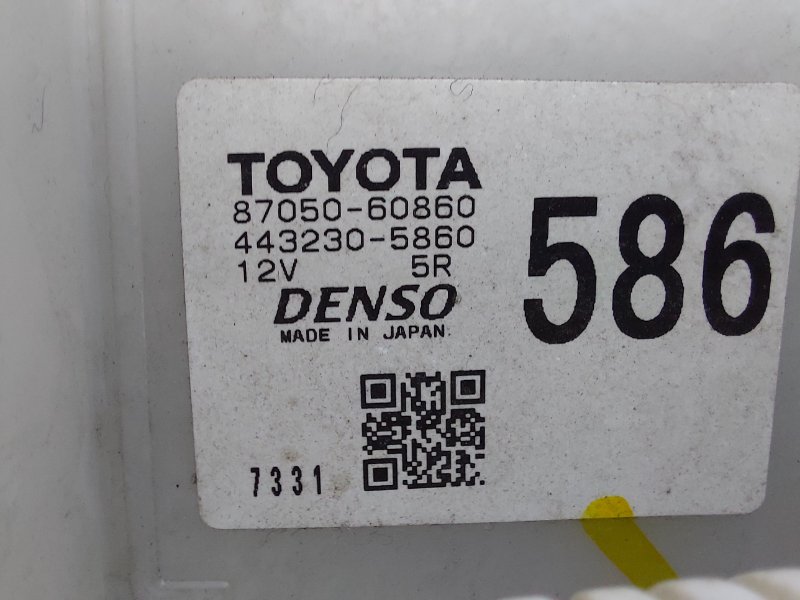 TOYOTA
87050-60860
443230-5860
12V 5R
DENSO
MADE IN JAPAN.
586
7331